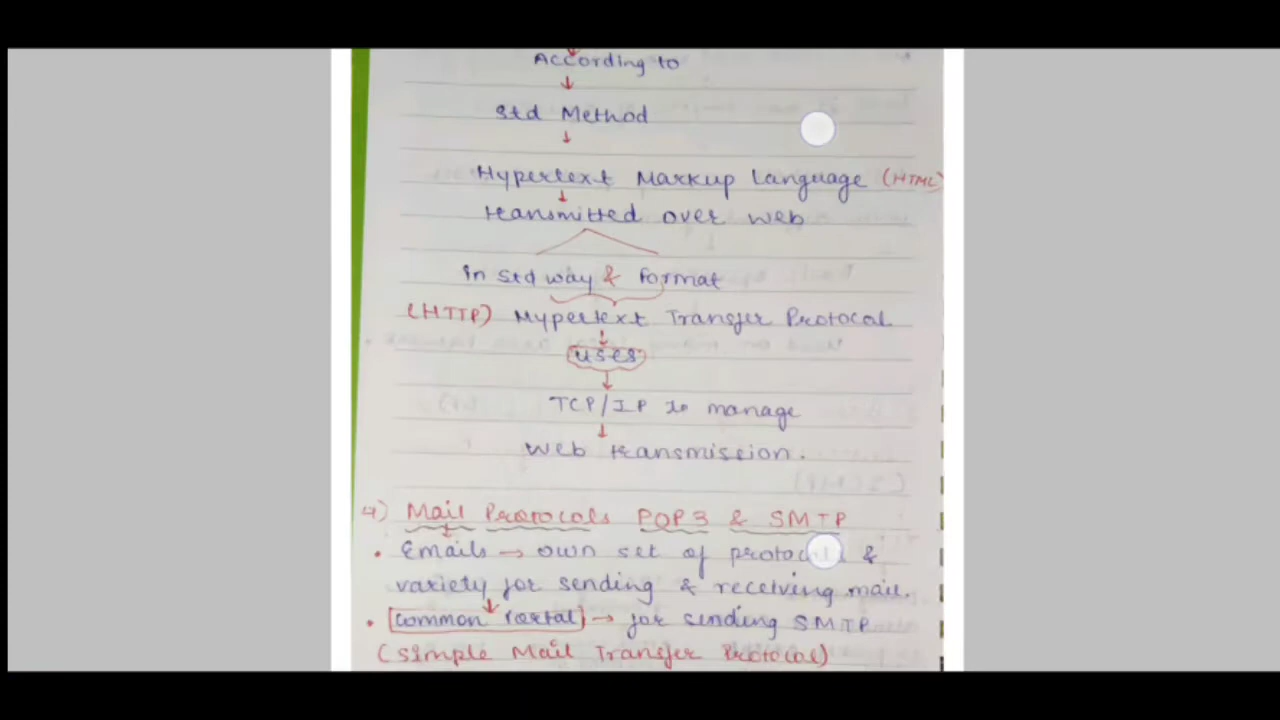 According to
↓
Std Method
↓
Hypertext Markup Language (HTML)
↓
transmitted over web
in std way & format
(HTTP) Hypertext Transfer Protocol
↓
uses
↓
TCP/IP to manage
↓
web transmission.
4) Mail Protocols POP3 & SMTP
• Emails → own set of &
variety for sending & receiving mail.
• Common → for sending SMTP
(Simple Mail Transfer Protocol)